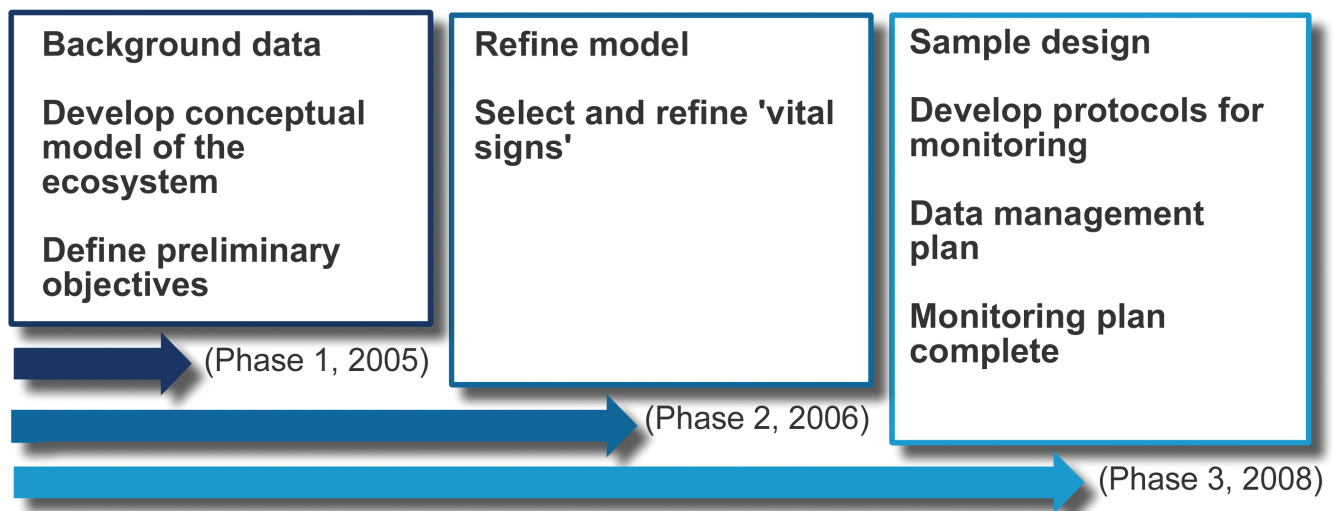 Background data
Develop conceptual
model of the
ecosystem
Define preliminary
objectives
(Phase 1, 2005)
Refine model
Select and refine 'vital
signs'
(Phase 2, 2006)
Sample design
Develop protocols for
monitoring
Data management
plan
Monitoring plan
complete
(Phase 3, 2008)